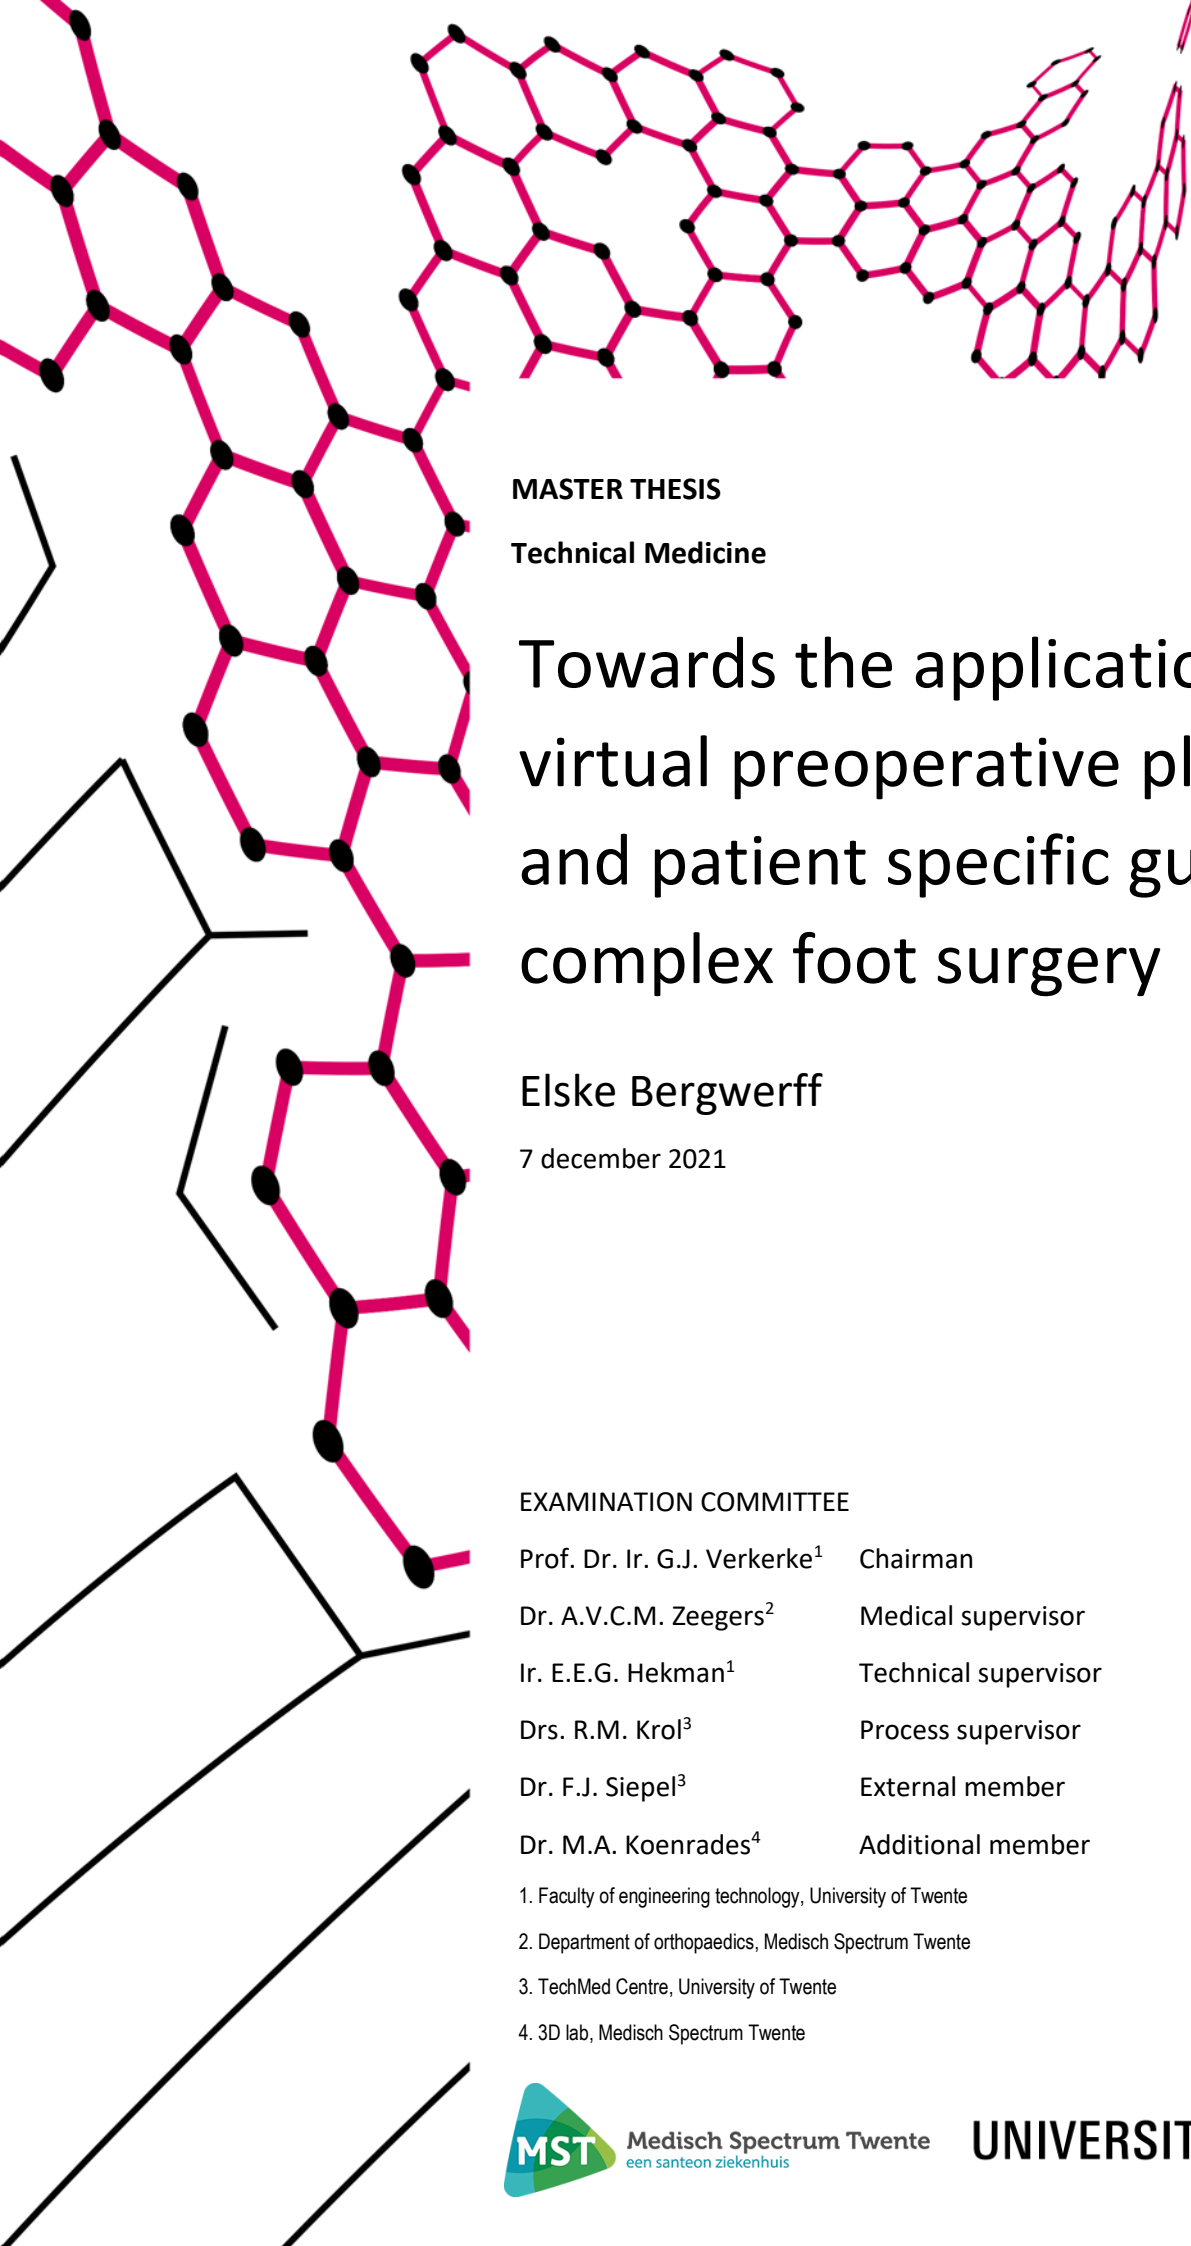 MASTER THESIS
Technical Medicine
Towards the
virtual preoperative
and patient specific
complex foot surgery
Elske Bergwerff
7 december 2021
EXAMINATION COMMITTEE
Prof. Dr. Ir. G.J. Verkerke¹ Chairman
Dr. A.V.C.M. Zeegers² Medical supervisor
Ir. E.E.G. Hekman¹ Technical supervisor
Drs. R.M. Krol³ Process supervisor
Dr. F.J. Siepel³ External member
Dr. M.A. Koenrades⁴ Additional member
1. Faculty of engineering technology, University of Twente
2. Department of orthopaedics, Medisch Spectrum Twente
3. TechMed Centre, University of Twente
4. 3D lab, Medisch Spectrum Twente
MST Medisch Spectrum Twente
een santeon ziekenhuis